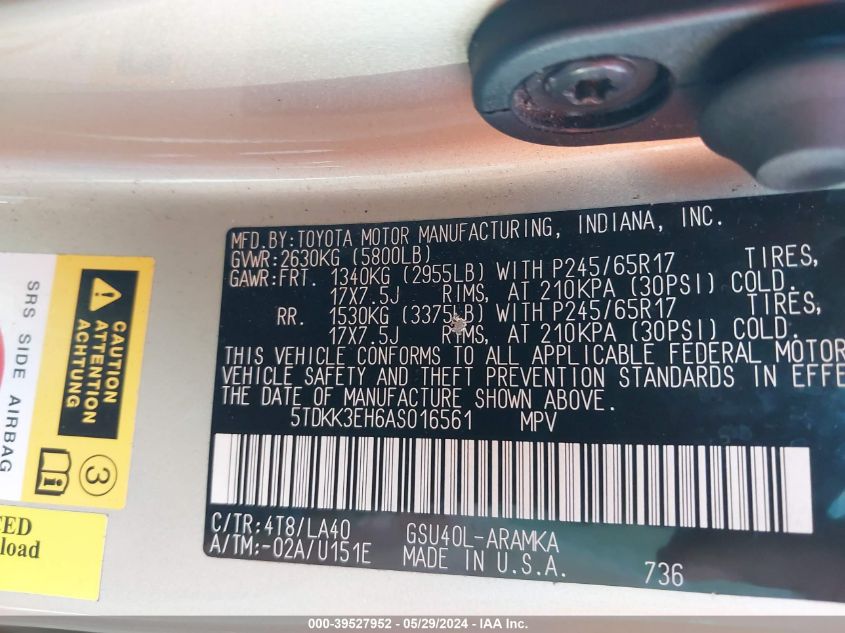 MFD.BY:TOYOTA MOTOR MANUFACTURING, INDIANA, INC.
GVWR:2630KG (5800LB)
GAWR:FRT. 1340KG (2955LB) WITH P245/65R17 TIRES,
17X7.5J RIMS, AT 210KPA (30PSI) COLD.
RR. 1530KG (3375LB) WITH P245/65R17 TIRES,
17X7.5J RIMS, AT 210KPA (30PSI) COLD.
THIS VEHICLE CONFORMS TO ALL APPLICABLE FEDERAL MOTOR
VEHICLE SAFETY AND THEFT PREVENTION STANDARDS IN EFFE
THE DATE OF MANUFACTURE SHOWN ABOVE.
5TDKK3EH6AS016561 MPV
C/TR:4T8/LA40 GSU40L-ARAMKA
A/TM:-02A/U151E MADE IN U.S.A. 736
CAUTION
ATTENTION
ACHTUNG
SRS SIDE AIRBAG
3
CED
load
000-39527952 - 05/29/2024 - IAA Inc.